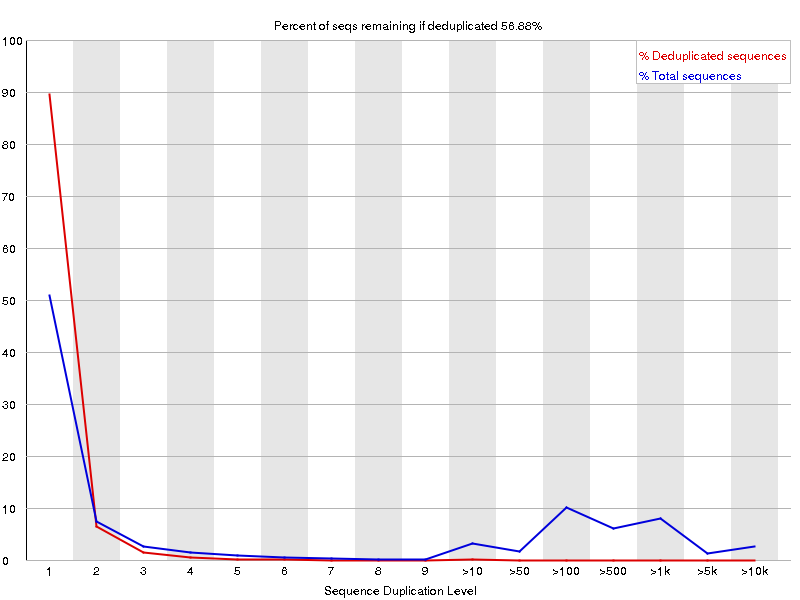 Percent of seqs remaining if deduplicated 56.88%
% Deduplicated sequences
% Total sequences
100
90
80
70
60
50
40
30
20
10
0
1 2 3 4 5 6 7 8 9 >10 >50 >100 >500 >1k >5k >10k
Sequence Duplication Level